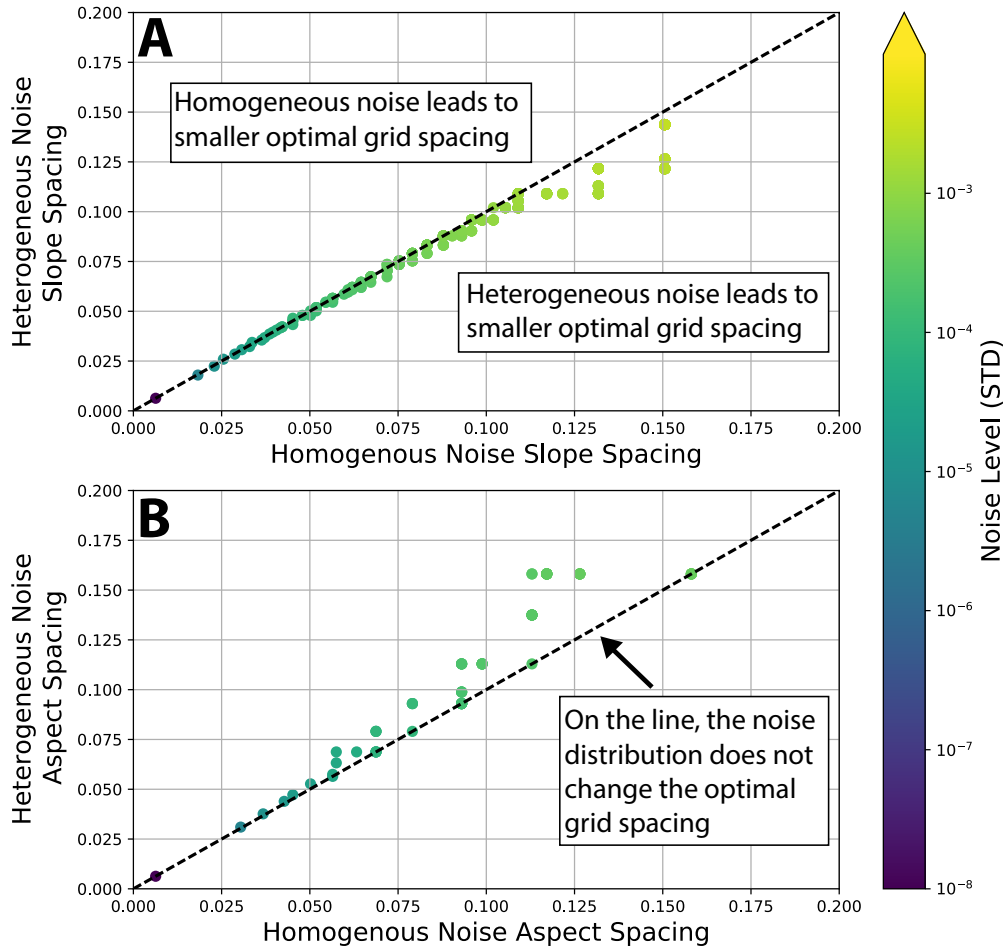 A
Homogeneous noise leads to
smaller optimal grid spacing
Heterogeneous noise leads to
smaller optimal grid spacing
Heterogeneous Noise
Slope Spacing
0.200
0.175
0.150
0.125
0.100
0.075
0.050
0.025
0.000
0.000 0.025 0.050 0.075 0.100 0.125 0.150 0.175 0.200
Homogenous Noise Slope Spacing
B
On the line, the noise
distribution does not
change the optimal
grid spacing
Heterogeneous Noise
Aspect Spacing
0.200
0.175
0.150
0.125
0.100
0.075
0.050
0.025
0.000
0.000 0.025 0.050 0.075 0.100 0.125 0.150 0.175 0.200
Homogenous Noise Aspect Spacing
10⁻³
10⁻⁴
10⁻⁵
10⁻⁶
10⁻⁷
10⁻⁸
Noise Level (STD)